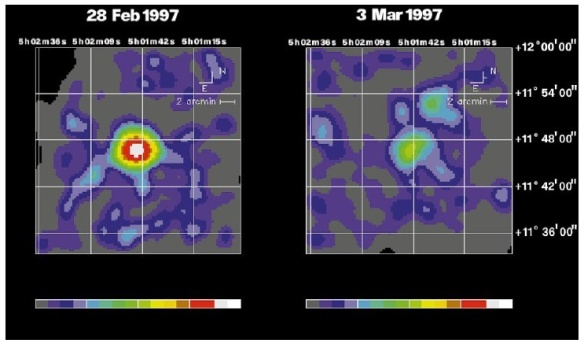 28 Feb 1997
3 Mar 1997
5h02m36s 5h02m09s 5h01m42s 5h01m15s
5h02m36s 5h02m09s 5h01m42s 5h01m15s
+12°00'00"
N
E
2 arcmin
N
E
2 arcmin
+11°54'00"
+11°48'00"
+11°42'00"
+11°36'00"